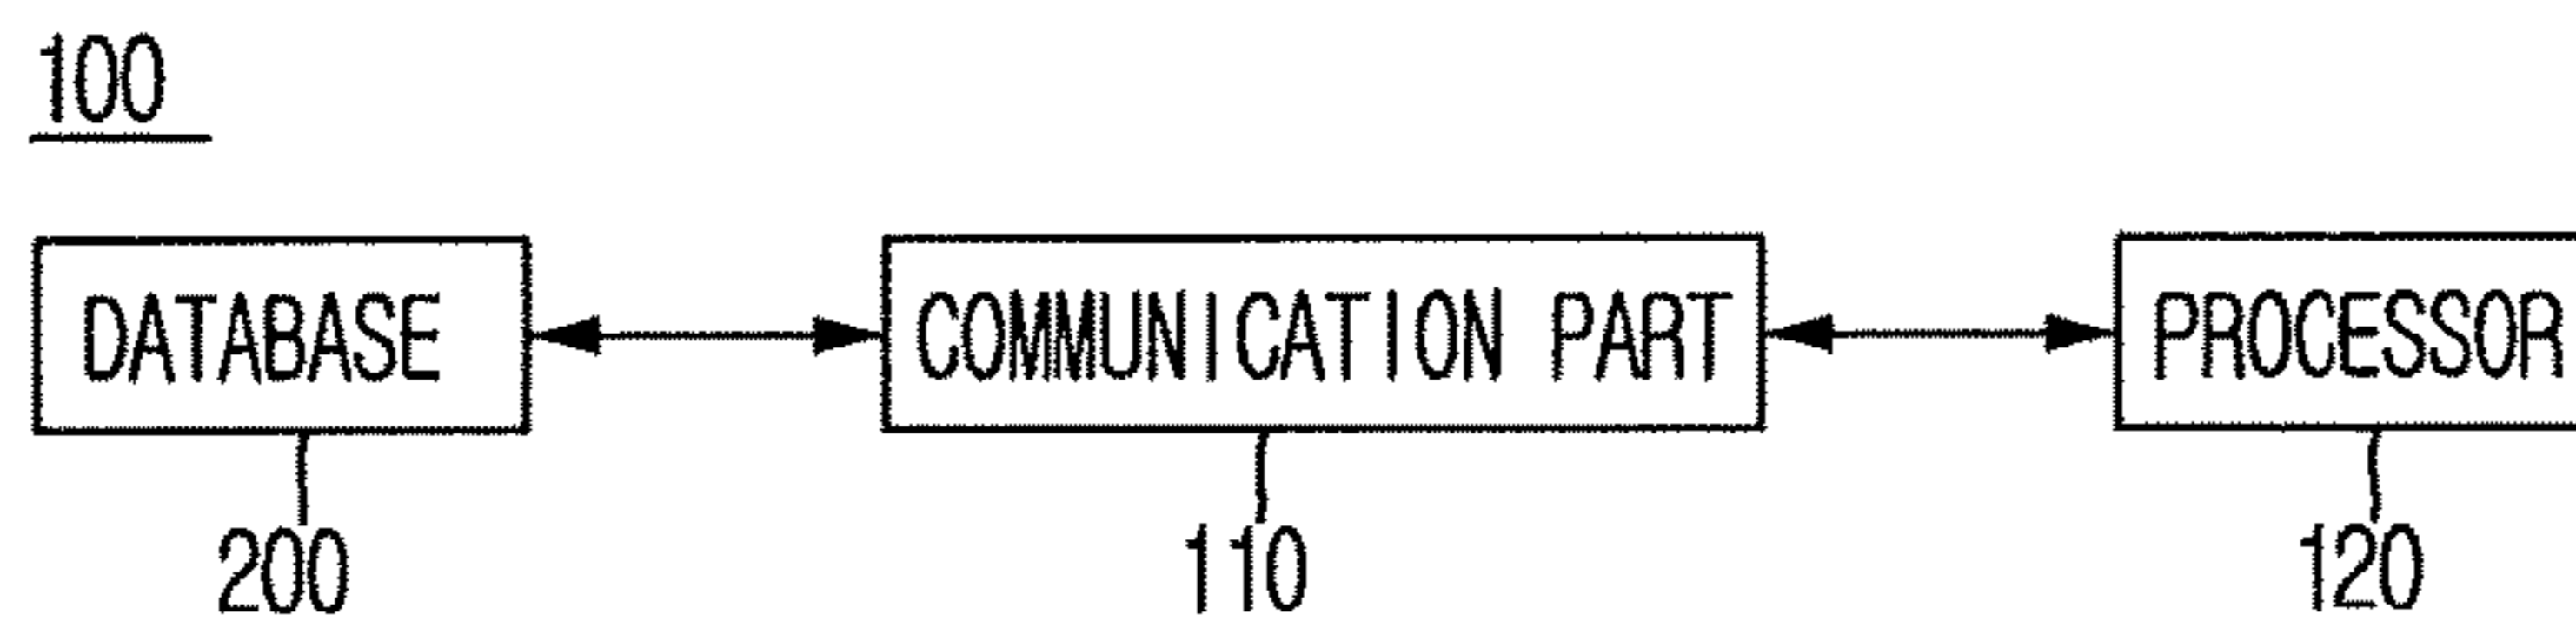 100
DATABASE COMMUNICATION PART PROCESSOR
200 110 120